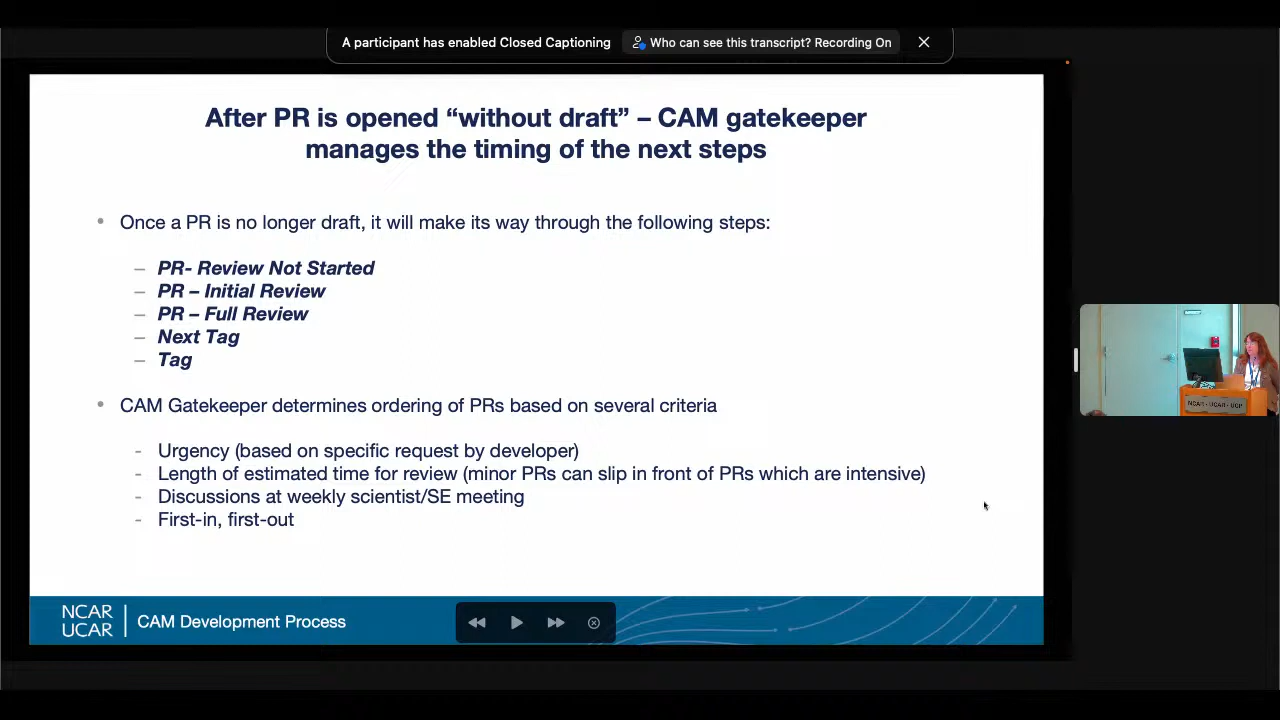 A participant has enabled Closed Captioning
Who can see this transcript? Recording On
After PR is opened “without draft” – CAM gatekeeper
manages the timing of the next steps
• Once a PR is no longer draft, it will make its way through the following steps:
– PR- Review Not Started
– PR – Initial Review
– PR – Full Review
– Next Tag
– Tag
• CAM Gatekeeper determines ordering of PRs based on several criteria
- Urgency (based on specific request by developer)
- Length of estimated time for review (minor PRs can slip in front of PRs which are intensive)
- Discussions at weekly scientist/SE meeting
- First-in, first-out
NCAR
UCAR
CAM Development Process
NCAR · UCAR · UCP